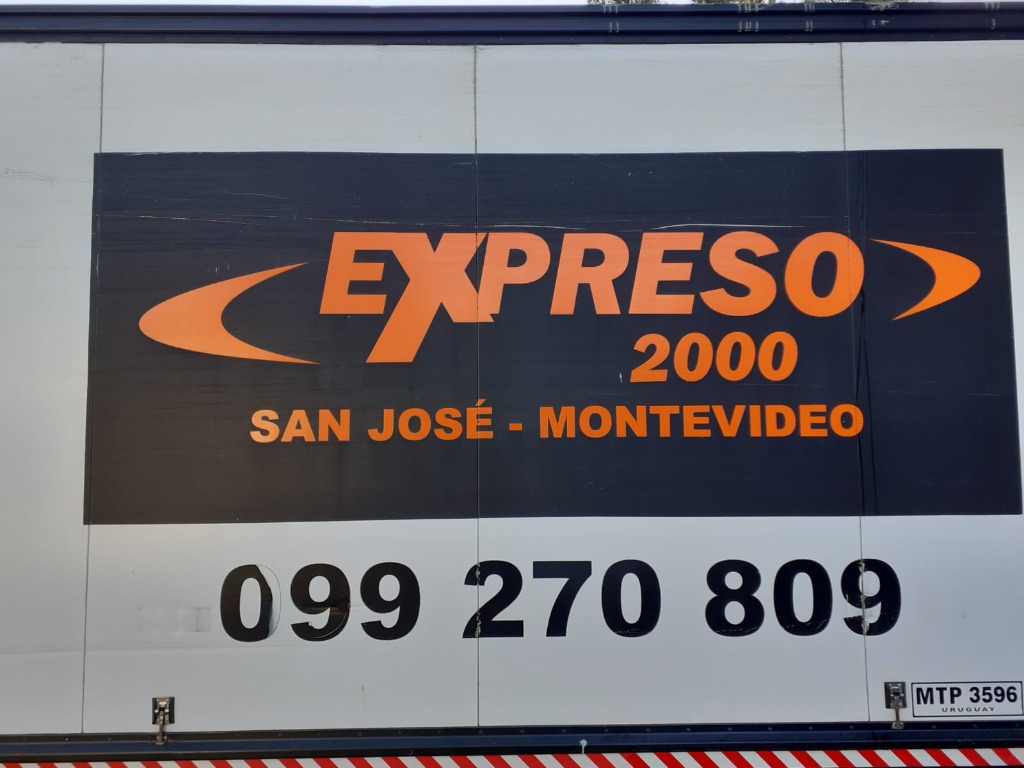 EXPRESO
2000
SAN JOSÉ - MONTEVIDEO
099 270 809
MTP 3596
URUGUAY